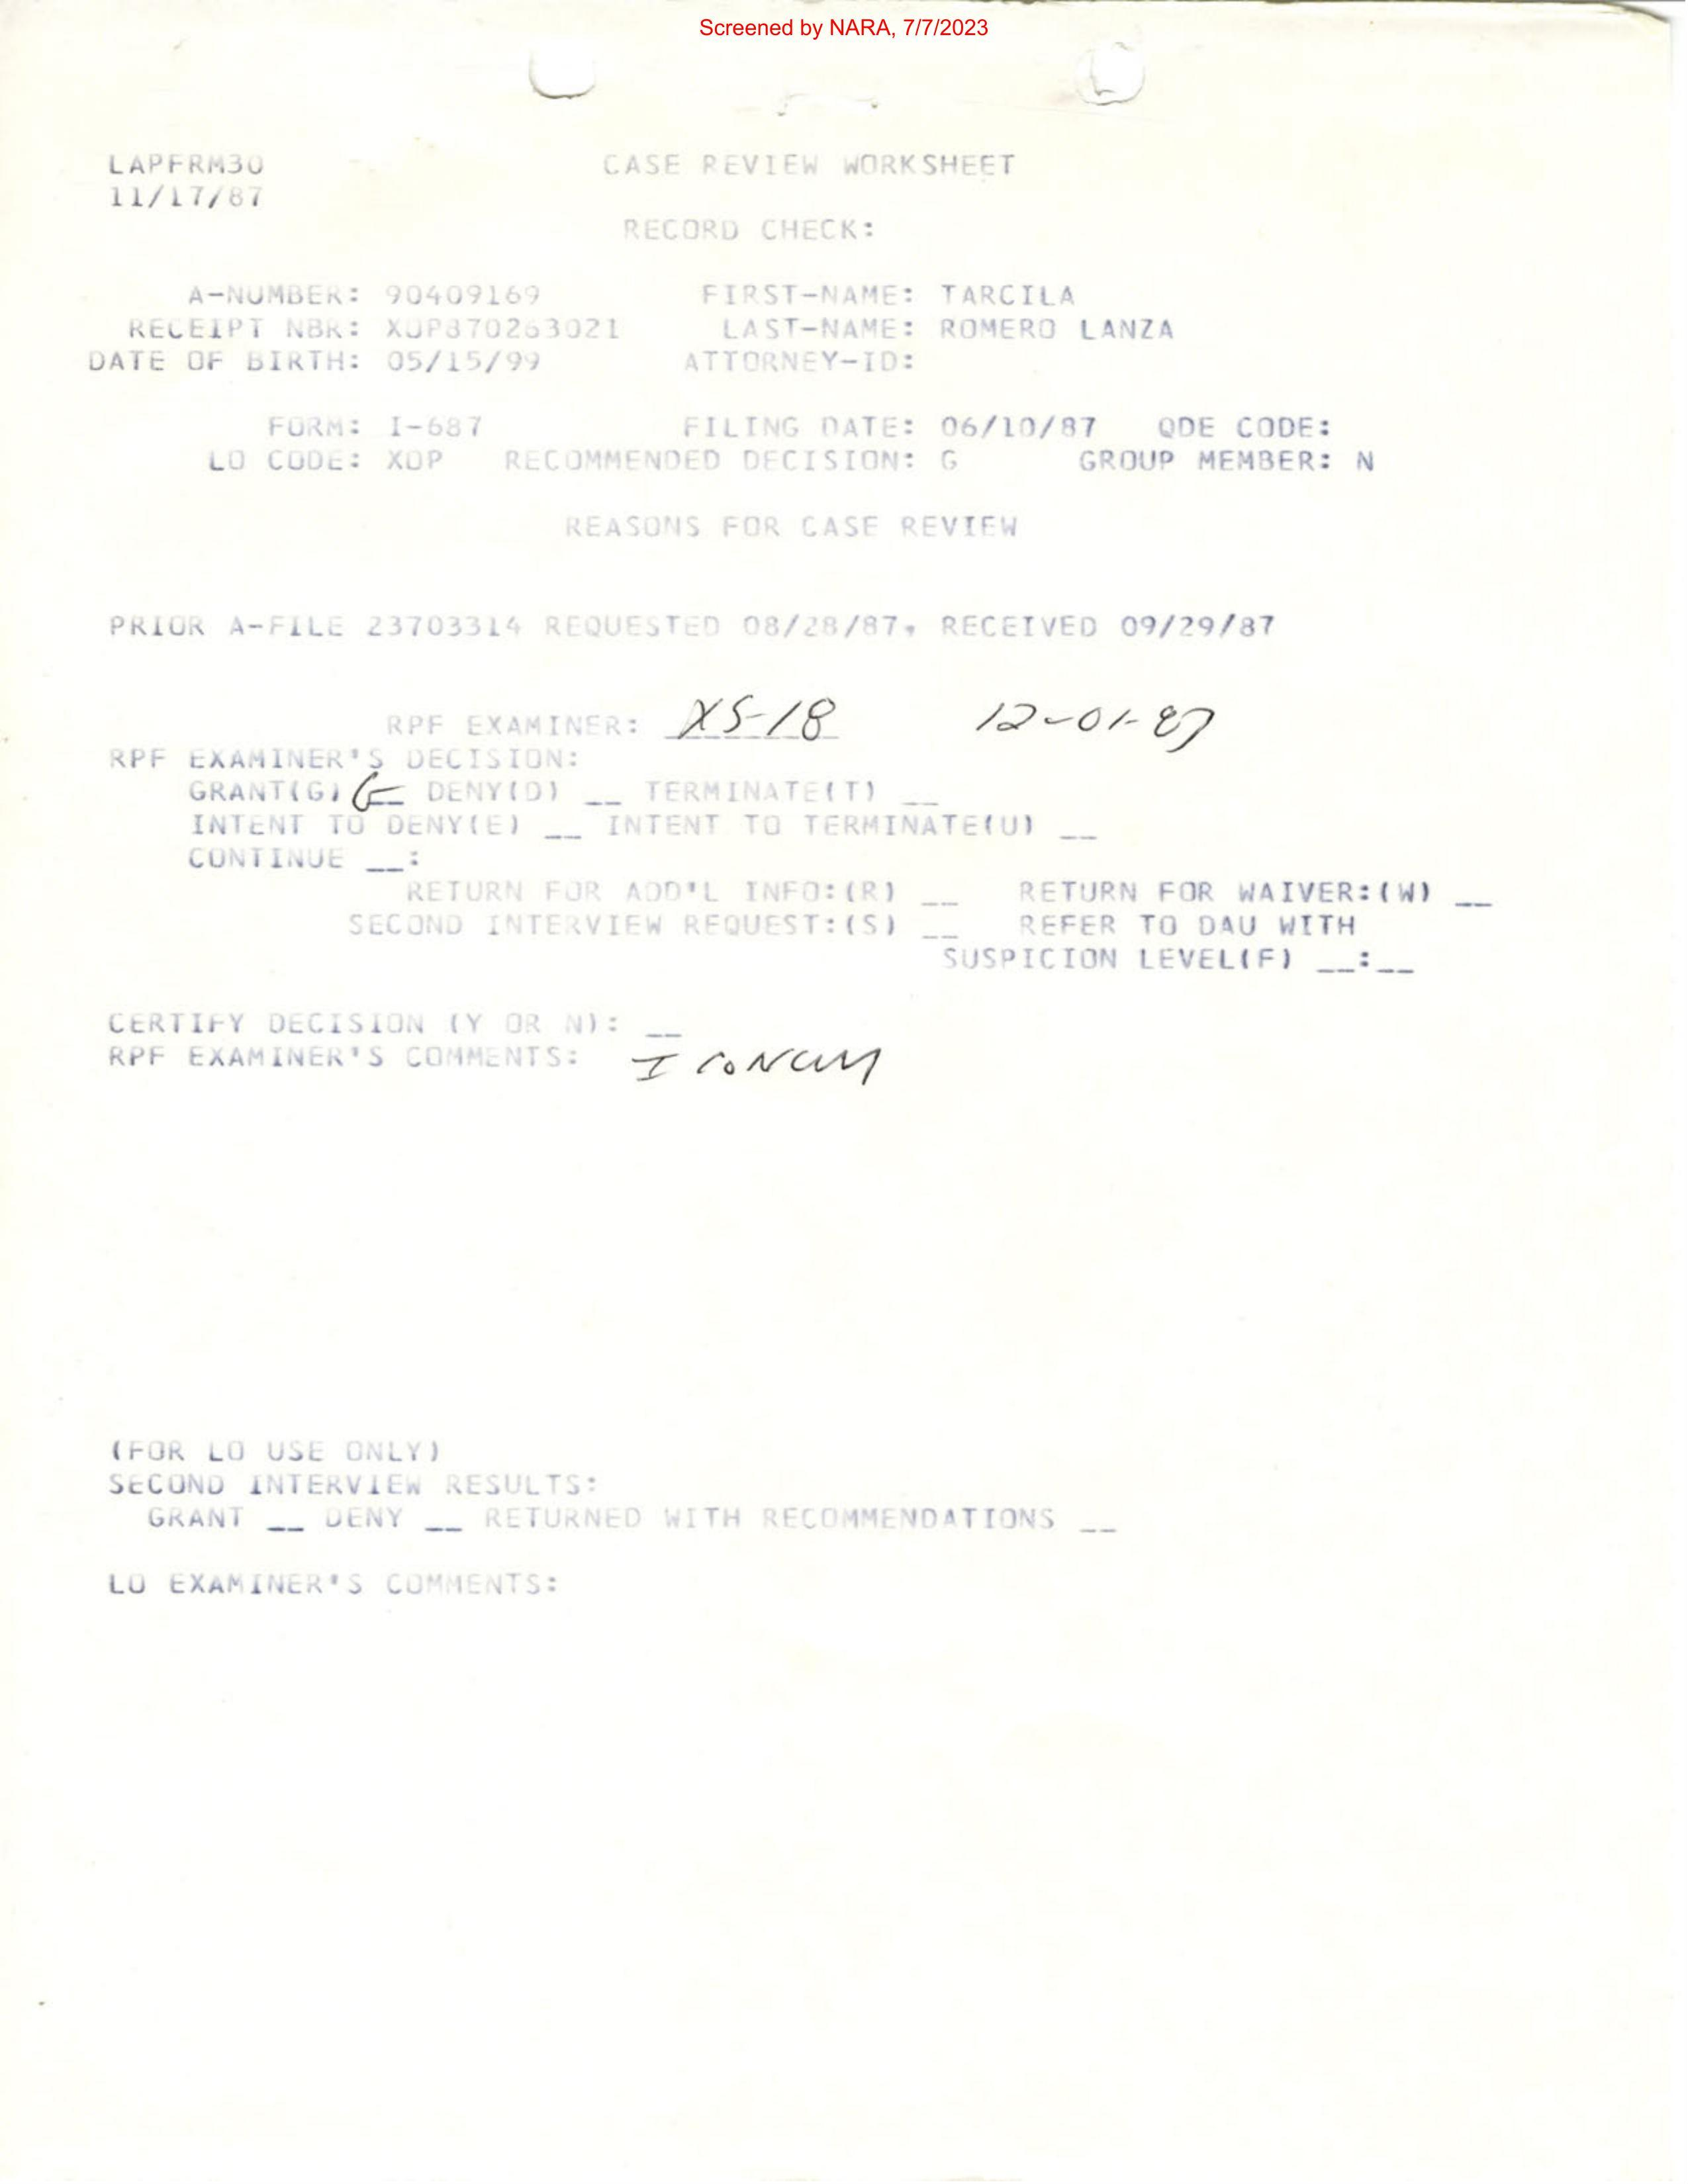 Screened by NARA, 7/7/2023
LAPFRM30 CASE REVIEW WORKSHEET
11/17/87
RECORD CHECK:
A-NUMBER: 90409169 FIRST-NAME: TARCILA
RECEIPT NBR: XOP870263021 LAST-NAME: ROMERO LANZA
DATE OF BIRTH: 05/15/99 ATTORNEY-ID:
FORM: I-687 FILING DATE: 06/10/87 QDE CODE:
LO CODE: XOP RECOMMENDED DECISION: G GROUP MEMBER: N
REASONS FOR CASE REVIEW
PRIOR A-FILE 23703314 REQUESTED 08/28/87, RECEIVED 09/29/87
RPF EXAMINER: XS-18 12-01-87
RPF EXAMINER'S DECISION:
GRANT(G) G DENY(D) __ TERMINATE(T) __
INTENT TO DENY(E) __ INTENT TO TERMINATE(U) __
CONTINUE __:
RETURN FOR ADD'L INFO:(R) __ RETURN FOR WAIVER:(W) __
SECOND INTERVIEW REQUEST:(S) __ REFER TO DAU WITH
SUSPICION LEVEL(F) __:__
CERTIFY DECISION (Y OR N): __
RPF EXAMINER'S COMMENTS: I CONCUR
(FOR LO USE ONLY)
SECOND INTERVIEW RESULTS:
GRANT __ DENY __ RETURNED WITH RECOMMENDATIONS __
LO EXAMINER'S COMMENTS: